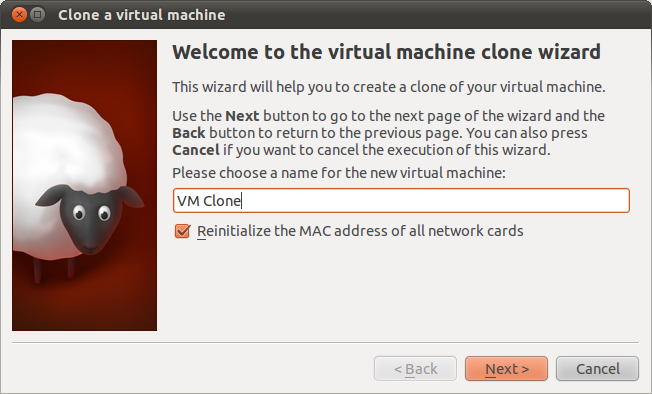 Clone a virtual machine
Welcome to the virtual machine clone wizard
This wizard will help you to create a clone of your virtual machine.
Use the Next button to go to the next page of the wizard and the
Back button to return to the previous page. You can also press
Cancel if you want to cancel the execution of this wizard.
Please choose a name for the new virtual machine:
VM Clone
Reinitialize the MAC address of all network cards
< Back Next > Cancel